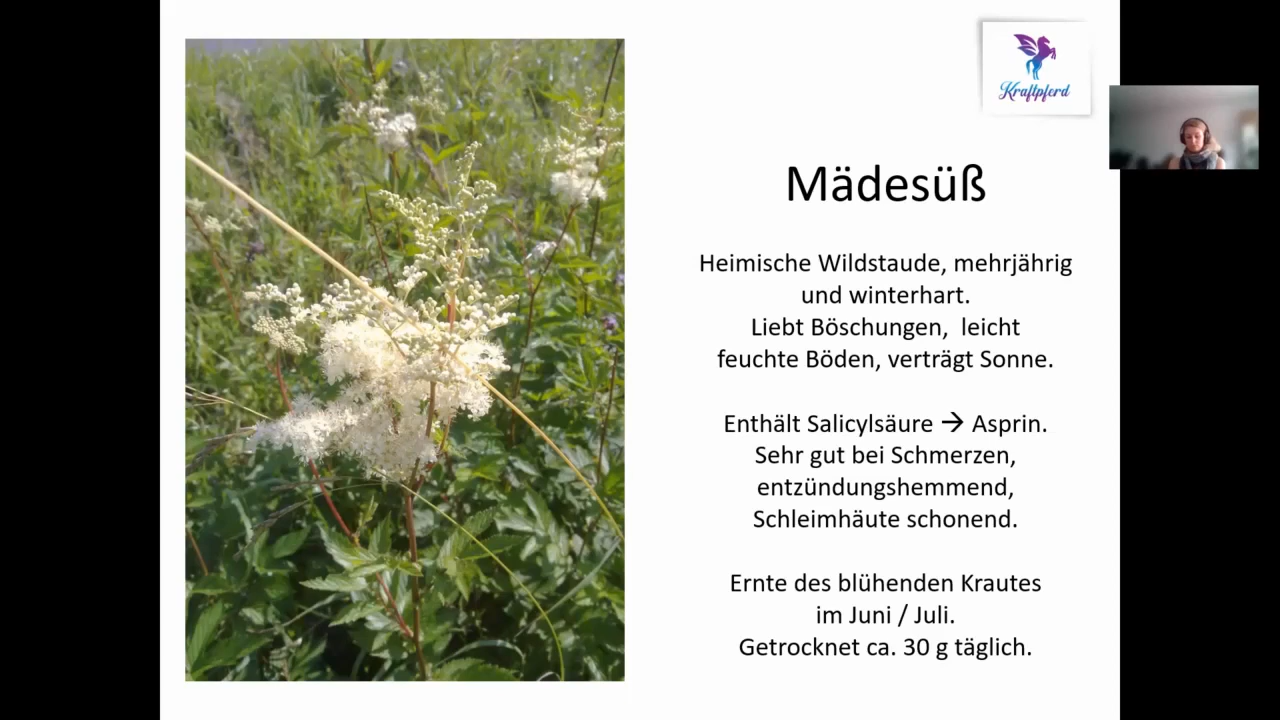 Kraftpferd
Mädesüß
Heimische Wildstaude, mehrjährig
und winterhart.
Liebt Böschungen, leicht
feuchte Böden, verträgt Sonne.
Enthält Salicylsäure → Asprin.
Sehr gut bei Schmerzen,
entzündungshemmend,
Schleimhäute schonend.
Ernte des blühenden Krautes
im Juni / Juli.
Getrocknet ca. 30 g täglich.